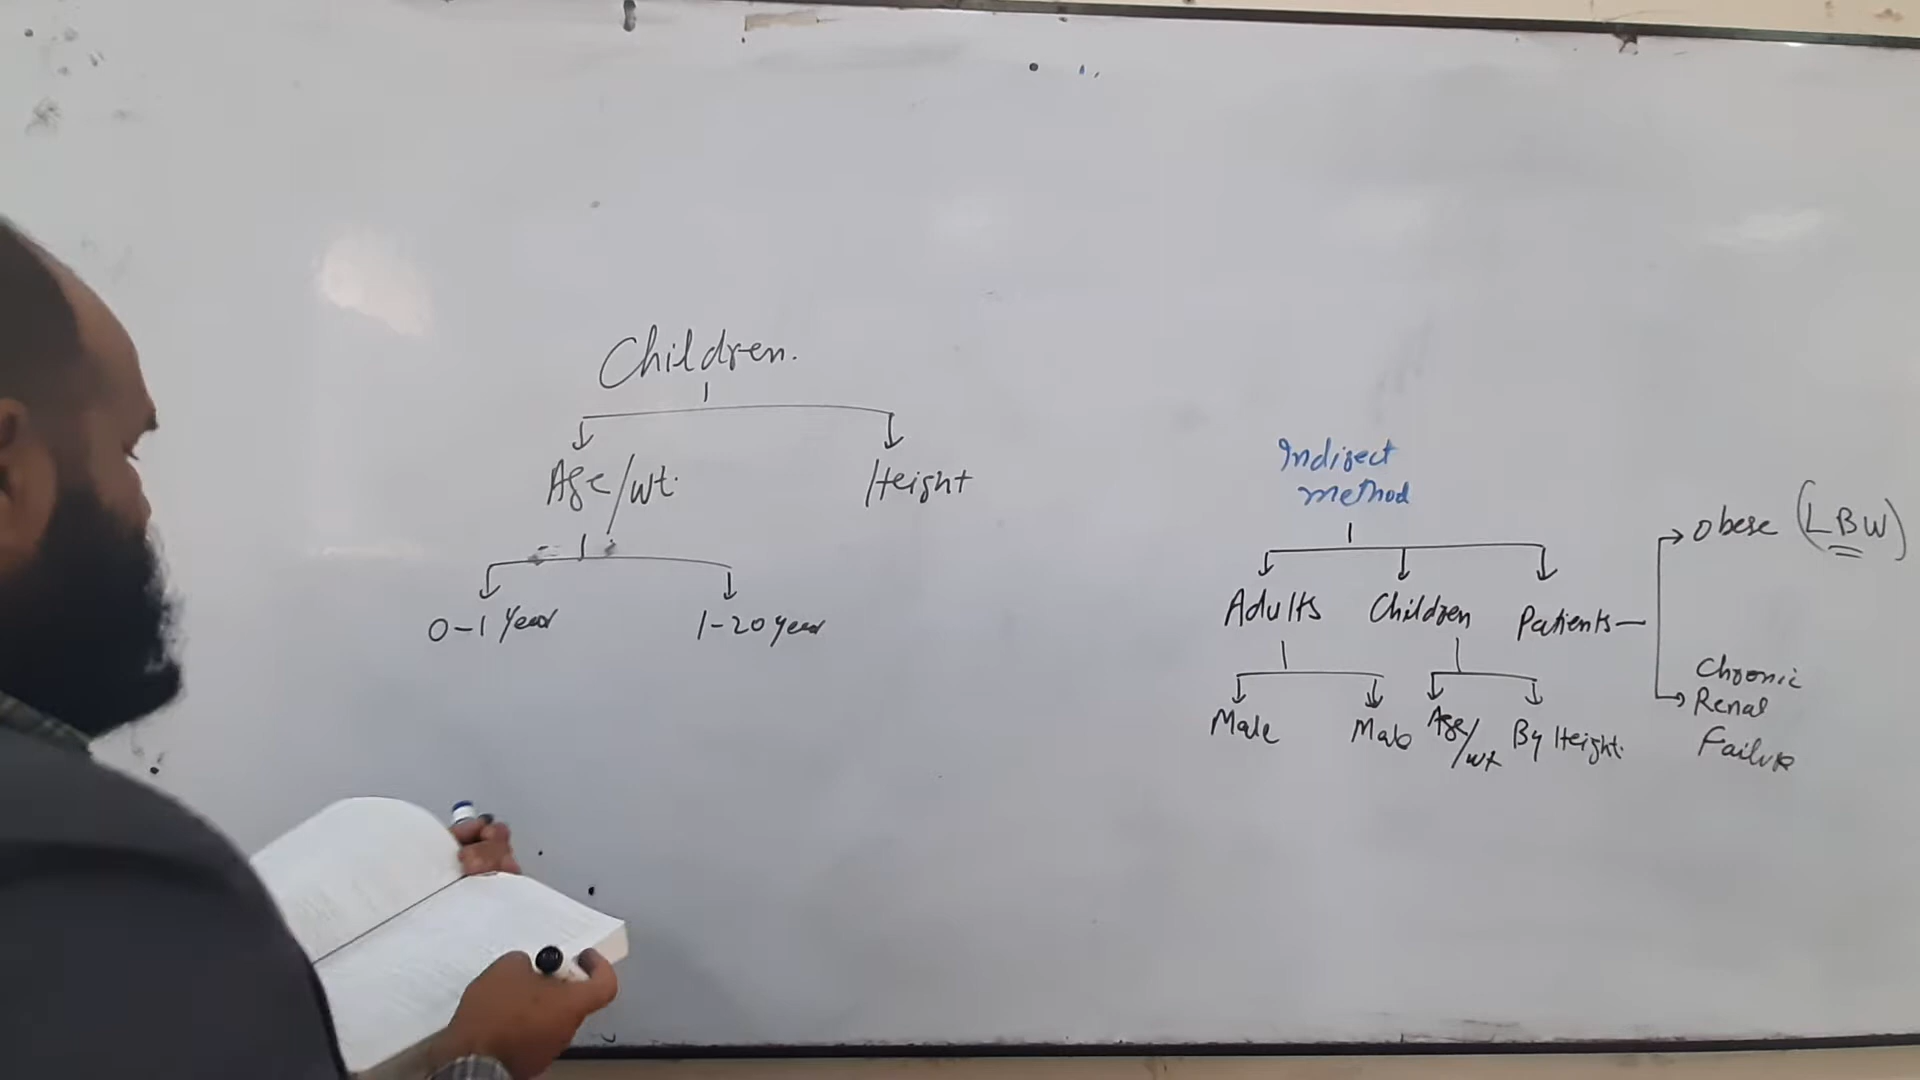 Children.
Age/wt.
Height
0-1 year
1-20 year
Indirect
method
Adults
Children
Patients
Male
Male
Age/wt
By Height.
Obese (LBW)
Chronic
Renal
Failure